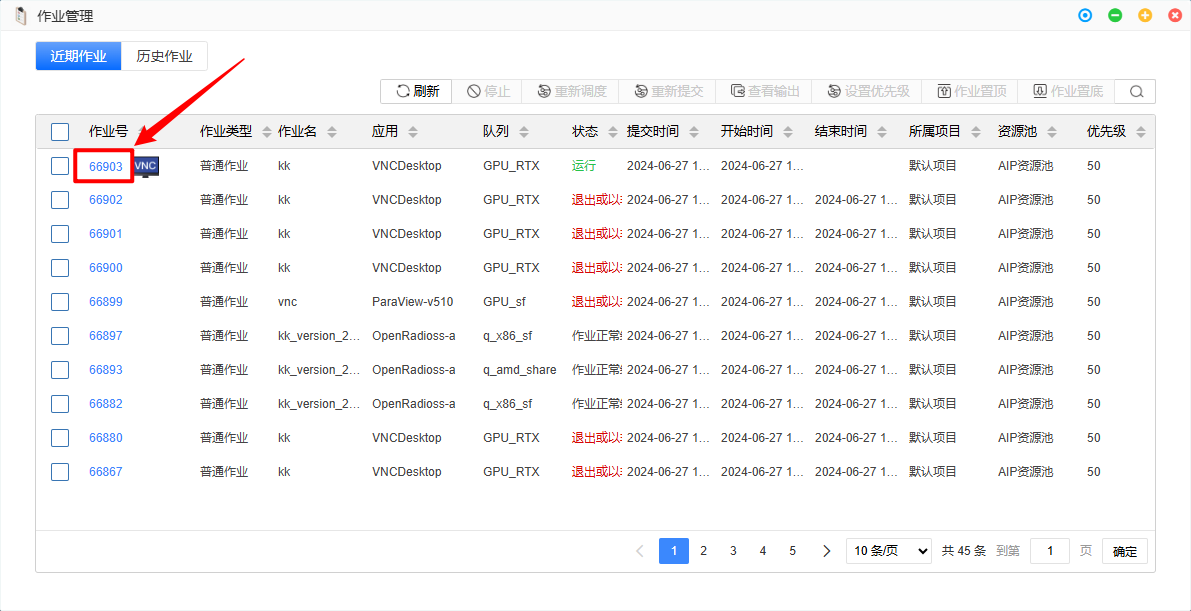 作业管理
近期作业 历史作业
刷新 停止 重新调度 重新提交 查看输出 设置优先级 作业置顶 作业置底
作业号 作业类型 作业名 应用 队列 状态 提交时间 开始时间 结束时间 所属项目 资源池 优先级
66903 VNC 普通作业 kk VNCDesktop GPU_RTX 运行 2024-06-27 1... 2024-06-27 1... 默认项目 AIP资源池 50
66902 普通作业 kk VNCDesktop GPU_RTX 退出或以 2024-06-27 1... 2024-06-27 1... 2024-06-27 1... 默认项目 AIP资源池 50
66901 普通作业 kk VNCDesktop GPU_RTX 退出或以 2024-06-27 1... 2024-06-27 1... 2024-06-27 1... 默认项目 AIP资源池 50
66900 普通作业 kk VNCDesktop GPU_RTX 退出或以 2024-06-27 1... 2024-06-27 1... 2024-06-27 1... 默认项目 AIP资源池 50
66899 普通作业 vnc ParaView-v510 GPU_sf 退出或以 2024-06-27 1... 2024-06-27 1... 2024-06-27 1... 默认项目 AIP资源池 50
66897 普通作业 kk_version_2... OpenRadioss-a q_x86_sf 作业正常 2024-06-27 1... 2024-06-27 1... 2024-06-27 1... 默认项目 AIP资源池 50
66893 普通作业 kk_version_2... OpenRadioss-a q_amd_share 作业正常 2024-06-27 1... 2024-06-27 1... 2024-06-27 1... 默认项目 AIP资源池 50
66882 普通作业 kk_version_2... OpenRadioss-a q_x86_sf 作业正常 2024-06-27 1... 2024-06-27 1... 2024-06-27 1... 默认项目 AIP资源池 50
66880 普通作业 kk VNCDesktop GPU_RTX 退出或以 2024-06-27 1... 2024-06-27 1... 2024-06-27 1... 默认项目 AIP资源池 50
66867 普通作业 kk VNCDesktop GPU_RTX 退出或以 2024-06-27 1... 2024-06-27 1... 2024-06-27 1... 默认项目 AIP资源池 50
1 2 3 4 5 10 条/页 共 45 条 到第 1 页 确定